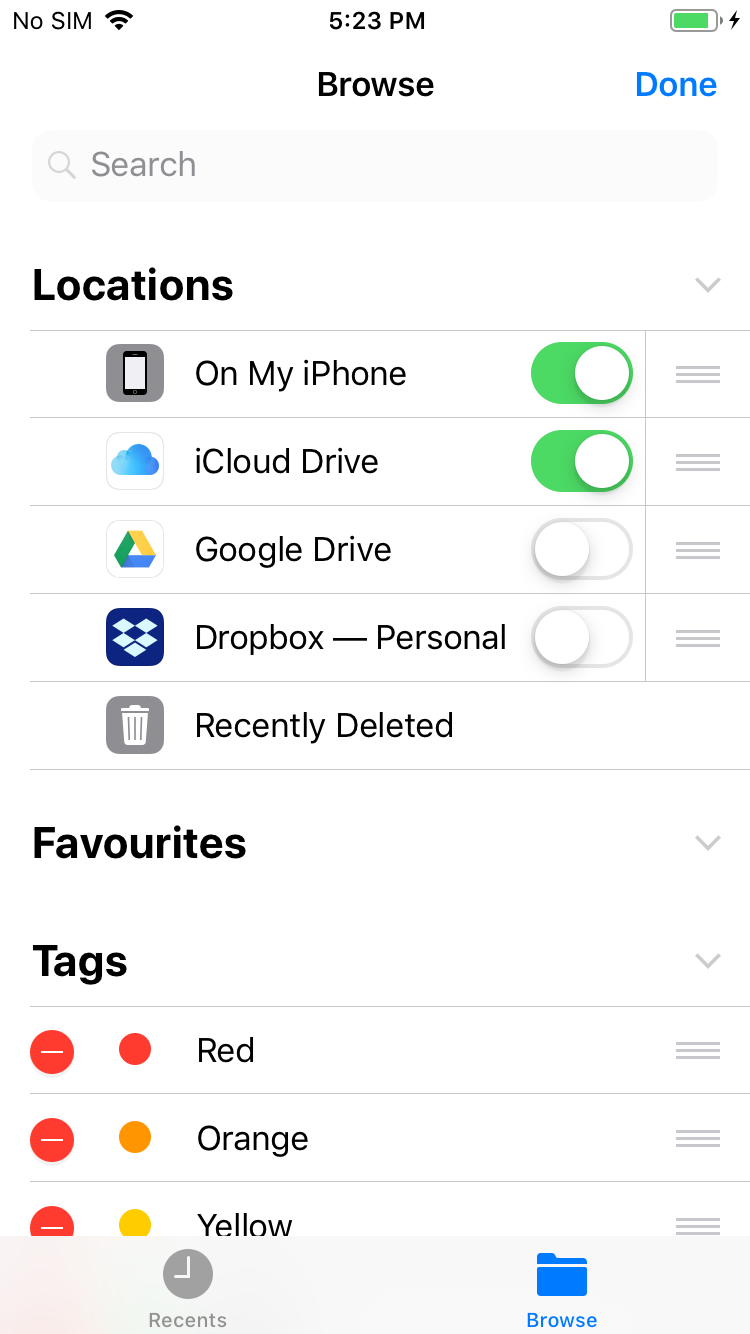 No SIM 5:23 PM
Browse Done
Search
Locations
On My iPhone
iCloud Drive
Google Drive
Dropbox — Personal
Recently Deleted
Favourites
Tags
Red
Orange
Yellow
Recents Browse